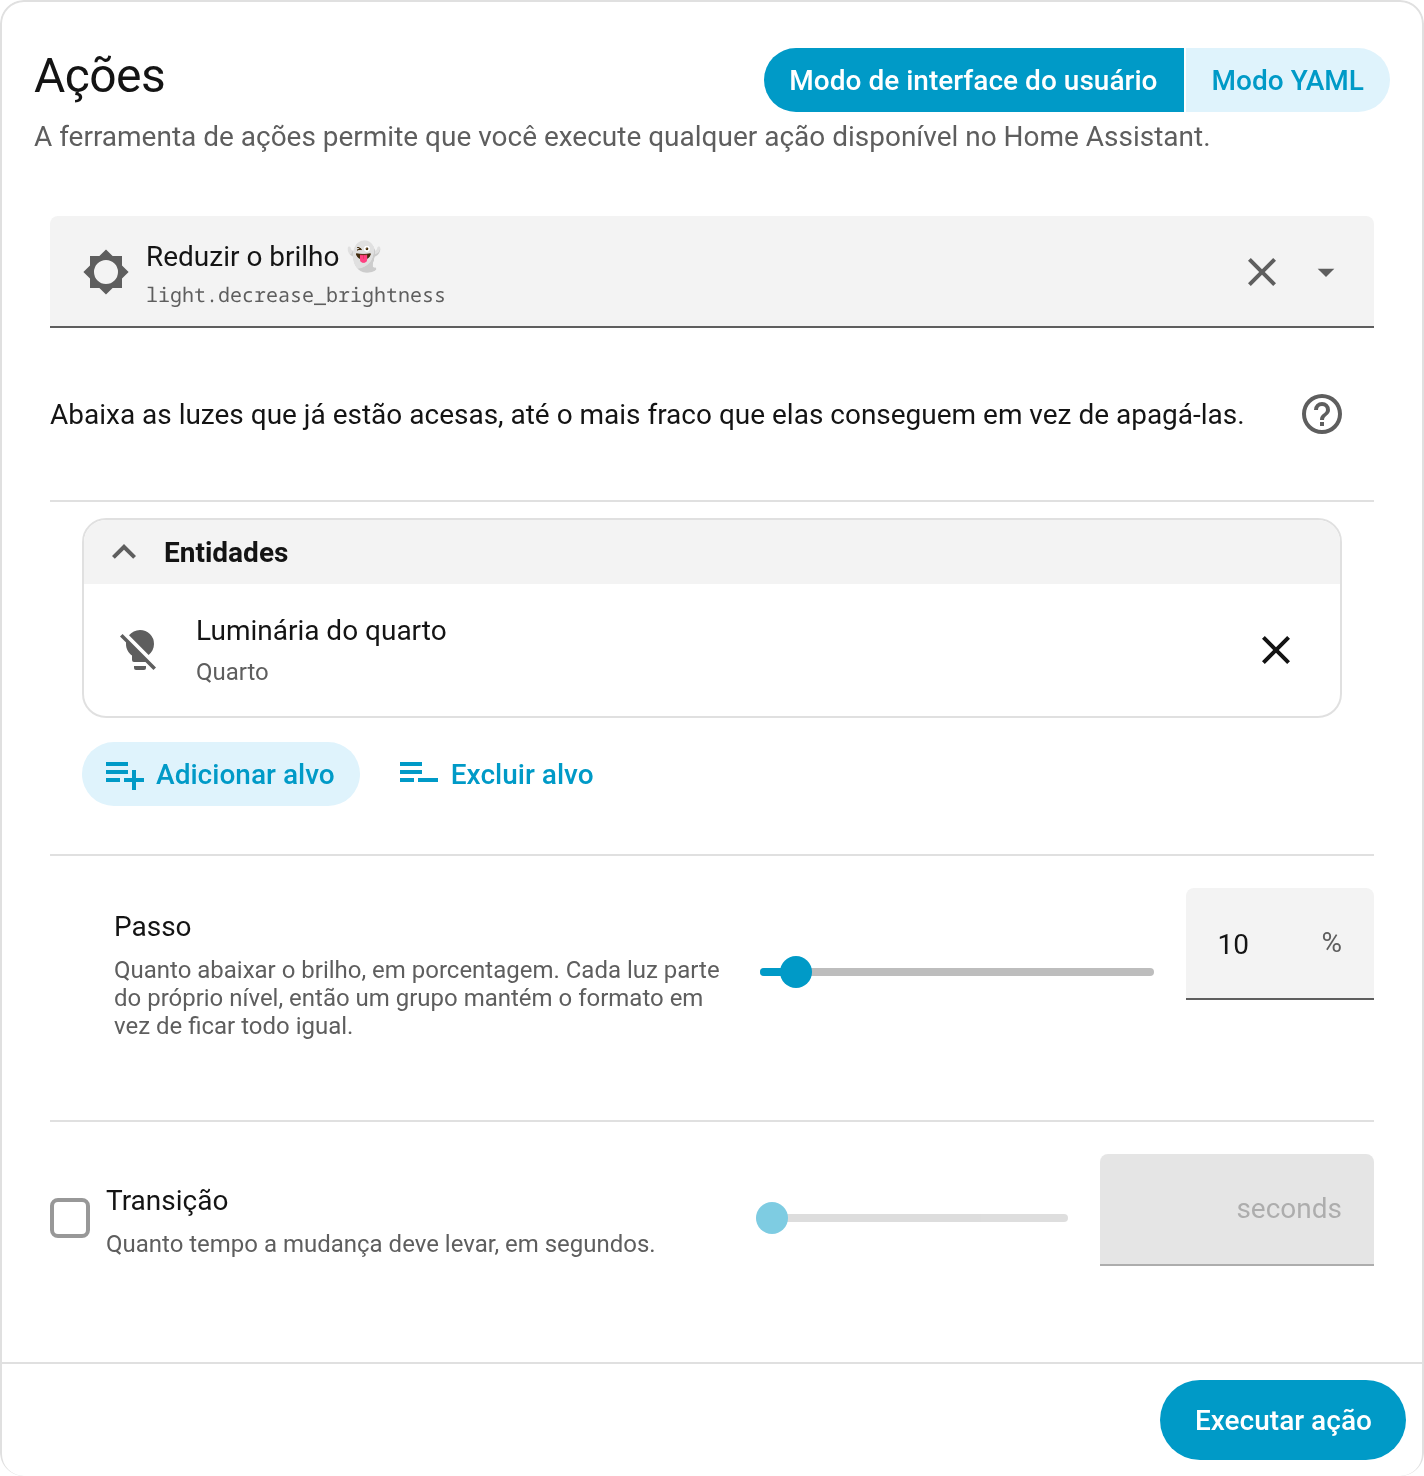 Ações
Modo de interface do usuário
Modo YAML
A ferramenta de ações permite que você execute qualquer ação disponível no Home Assistant.
Reduzir o brilho 👻
light.decrease_brightness
Abaixa as luzes que já estão acesas, até o mais fraco que elas conseguem em vez de apagá-las.
Entidades
Luminária do quarto
Quarto
Adicionar alvo
Excluir alvo
Passo
Quanto abaixar o brilho, em porcentagem. Cada luz parte
do próprio nível, então um grupo mantém o formato em
vez de ficar todo igual.
10 %
Transição
Quanto tempo a mudança deve levar, em segundos.
seconds
Executar ação